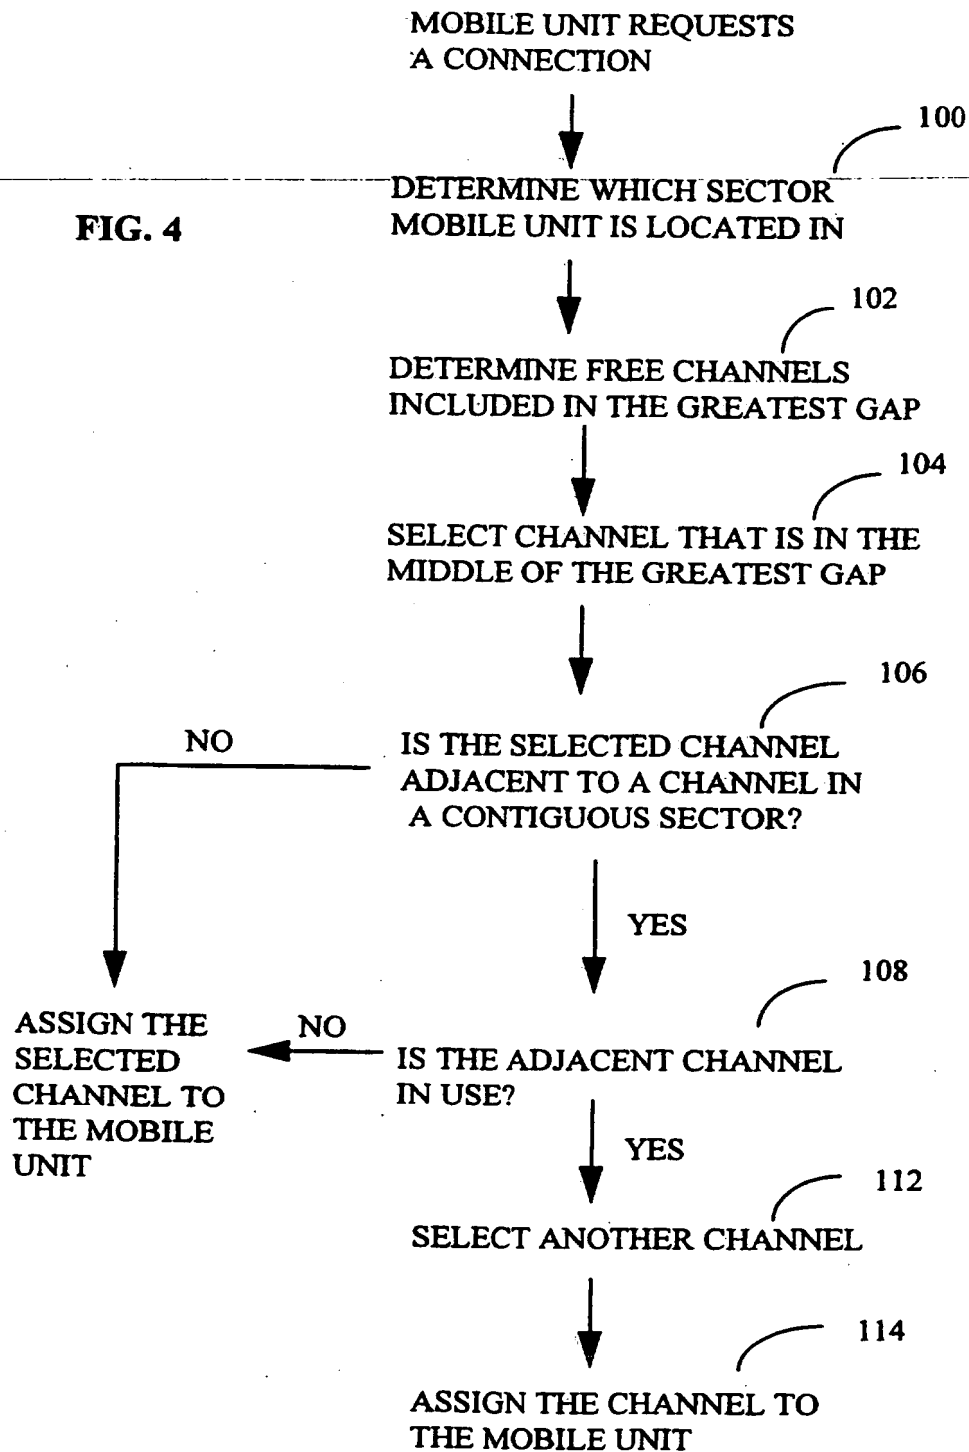 MOBILE UNIT REQUESTS
A CONNECTION
100
DETERMINE WHICH SECTOR
MOBILE UNIT IS LOCATED IN
FIG. 4
102
DETERMINE FREE CHANNELS
INCLUDED IN THE GREATEST GAP
104
SELECT CHANNEL THAT IS IN THE
MIDDLE OF THE GREATEST GAP
106
IS THE SELECTED CHANNEL
ADJACENT TO A CHANNEL IN
A CONTIGUOUS SECTOR?
NO
YES
108
IS THE ADJACENT CHANNEL
IN USE?
NO
ASSIGN THE
SELECTED
CHANNEL TO
THE MOBILE
UNIT
YES
112
SELECT ANOTHER CHANNEL
114
ASSIGN THE CHANNEL TO
THE MOBILE UNIT